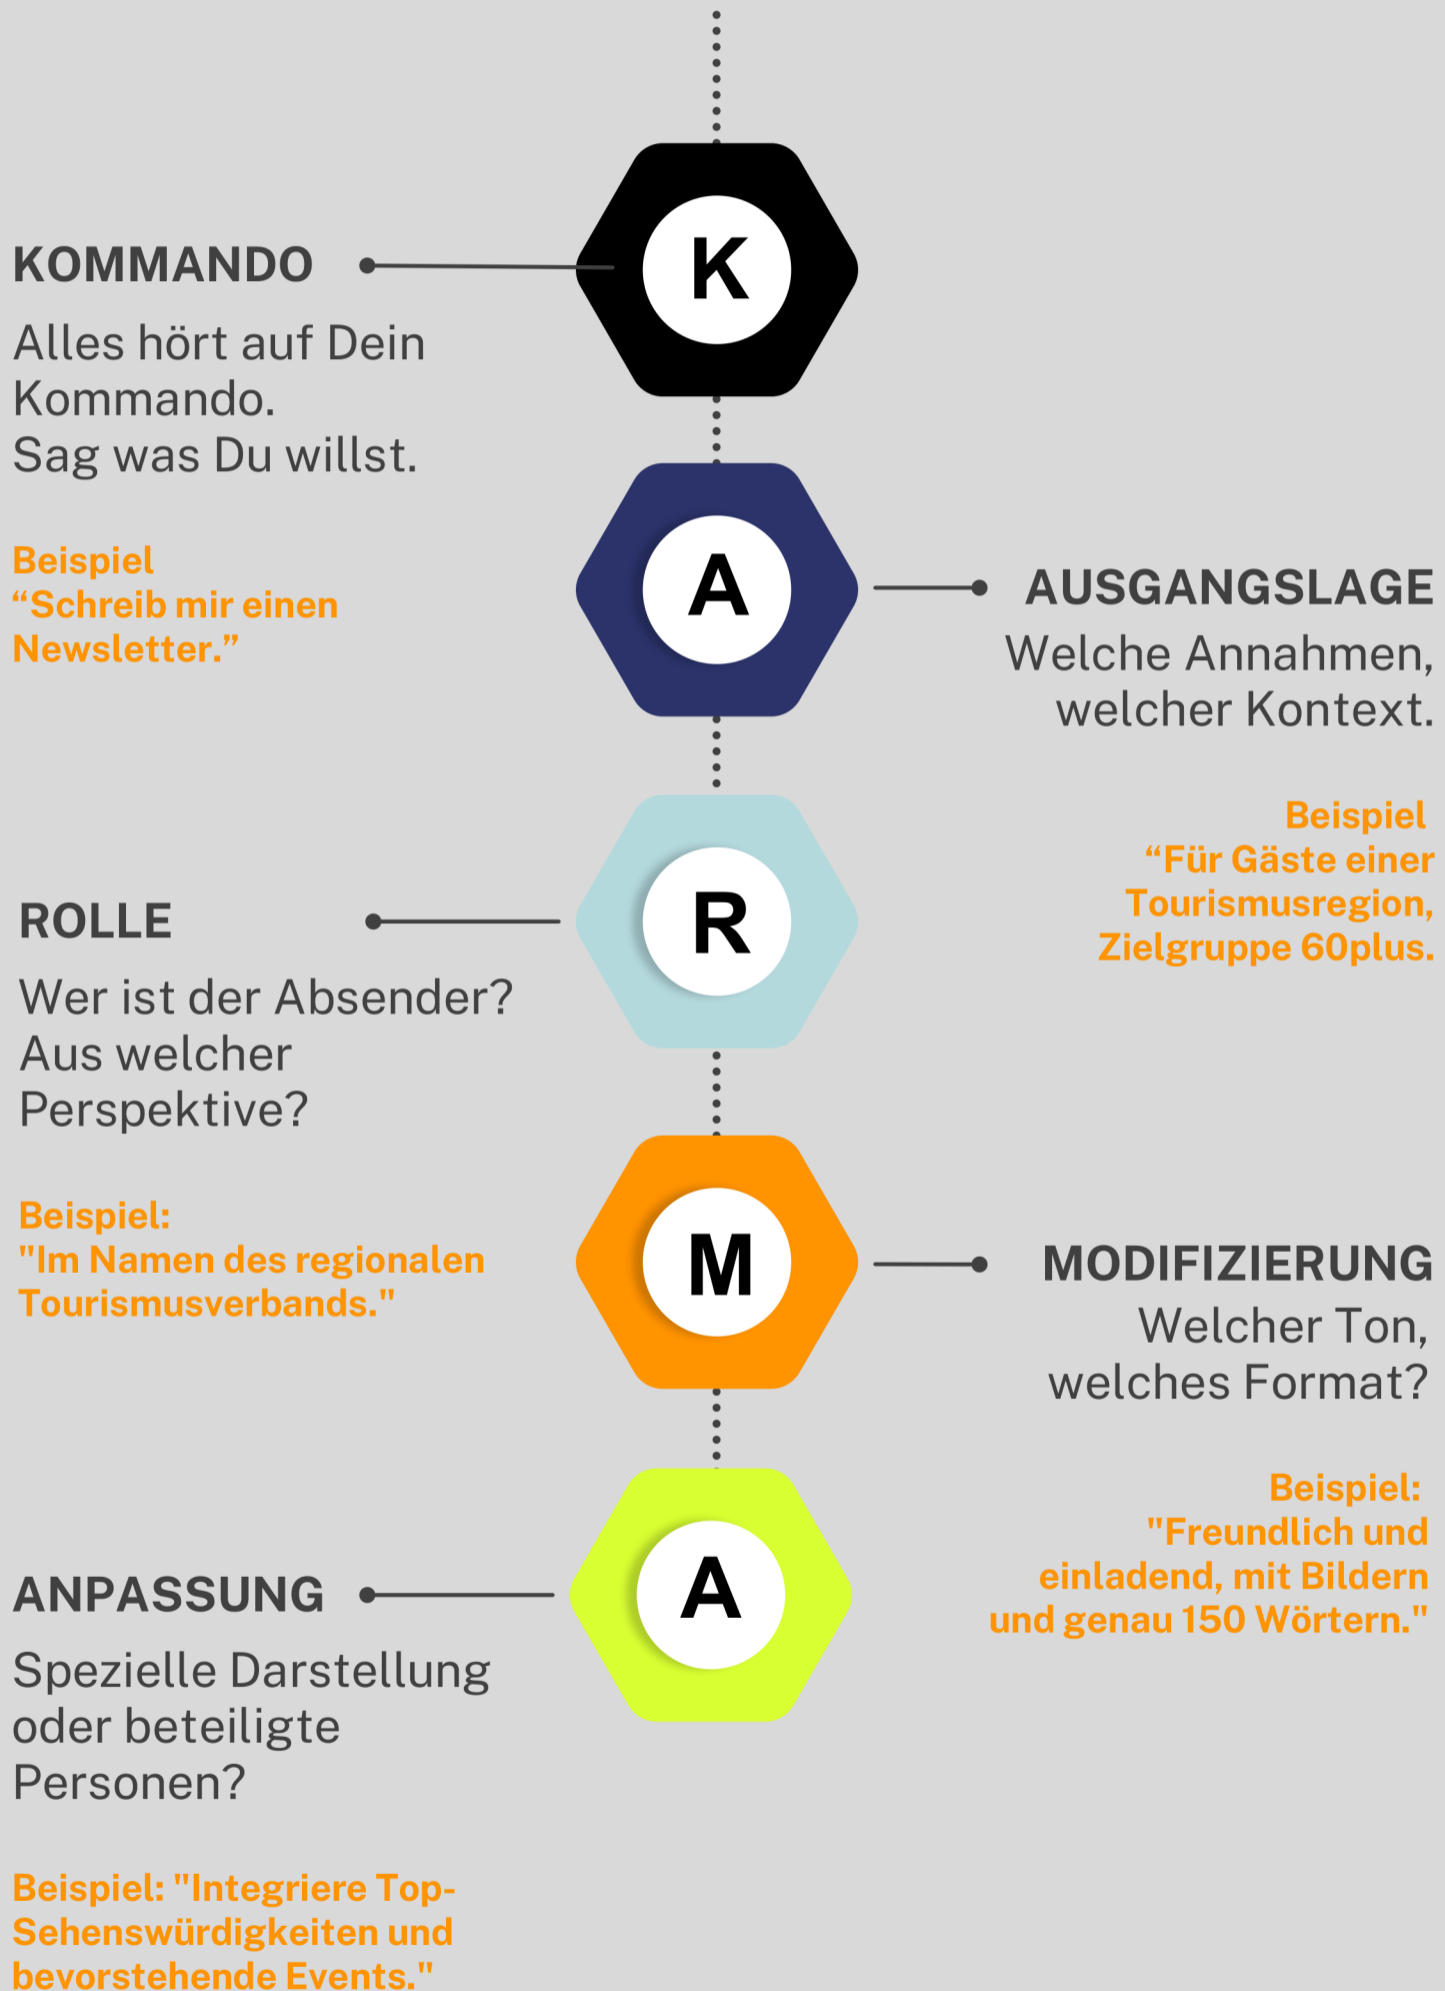 K
KOMMANDO
Alles hört auf Dein
Kommando.
Sag was Du willst.
Beispiel
“Schreib mir einen
Newsletter.”
A
AUSGANGSLAGE
Welche Annahmen,
welcher Kontext.
Beispiel
“Für Gäste einer
Tourismusregion,
Zielgruppe 60plus.
R
ROLLE
Wer ist der Absender?
Aus welcher
Perspektive?
Beispiel:
"Im Namen des regionalen
Tourismusverbands."
M
MODIFIZIERUNG
Welcher Ton,
welches Format?
Beispiel:
"Freundlich und
einladend, mit Bildern
und genau 150 Wörtern."
A
ANPASSUNG
Spezielle Darstellung
oder beteiligte
Personen?
Beispiel: "Integriere Top-
Sehenswürdigkeiten und
bevorstehende Events."